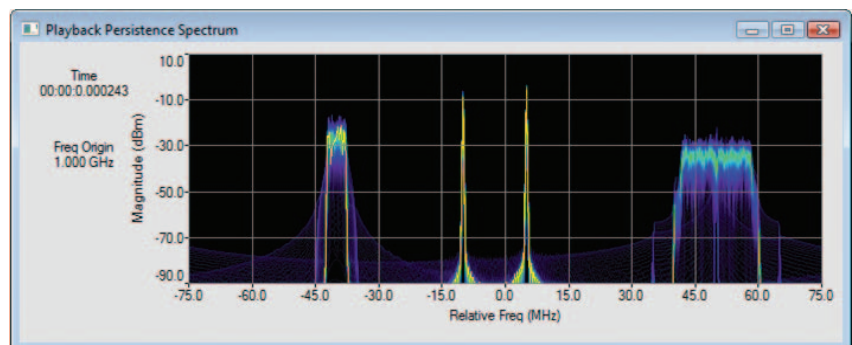 Playback Persistence Spectrum
Time
00:00:0.000243
Freq Origin
1.000 GHz
Magnitude (dBm)
10.0
-10.0
-30.0
-50.0
-70.0
-90.0
-75.0 -60.0 -45.0 -30.0 -15.0 0.0 15.0 30.0 45.0 60.0 75.0
Relative Freq (MHz)